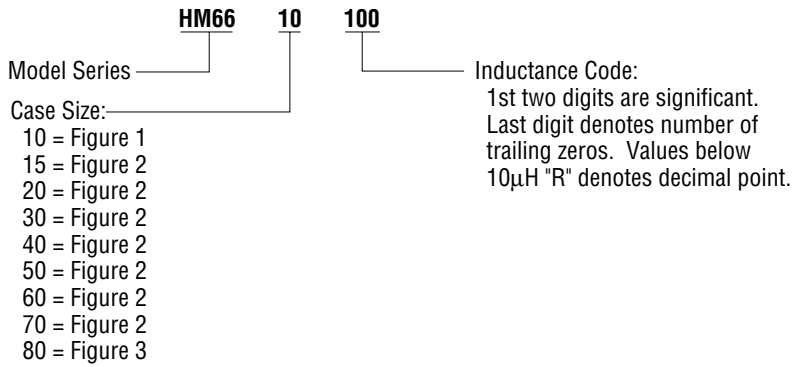 HM66 10 100
Model Series
Case Size:
10 = Figure 1
15 = Figure 2
20 = Figure 2
30 = Figure 2
40 = Figure 2
50 = Figure 2
60 = Figure 2
70 = Figure 2
80 = Figure 3
Inductance Code:
1st two digits are significant.
Last digit denotes number of
trailing zeros. Values below
10μH "R" denotes decimal point.